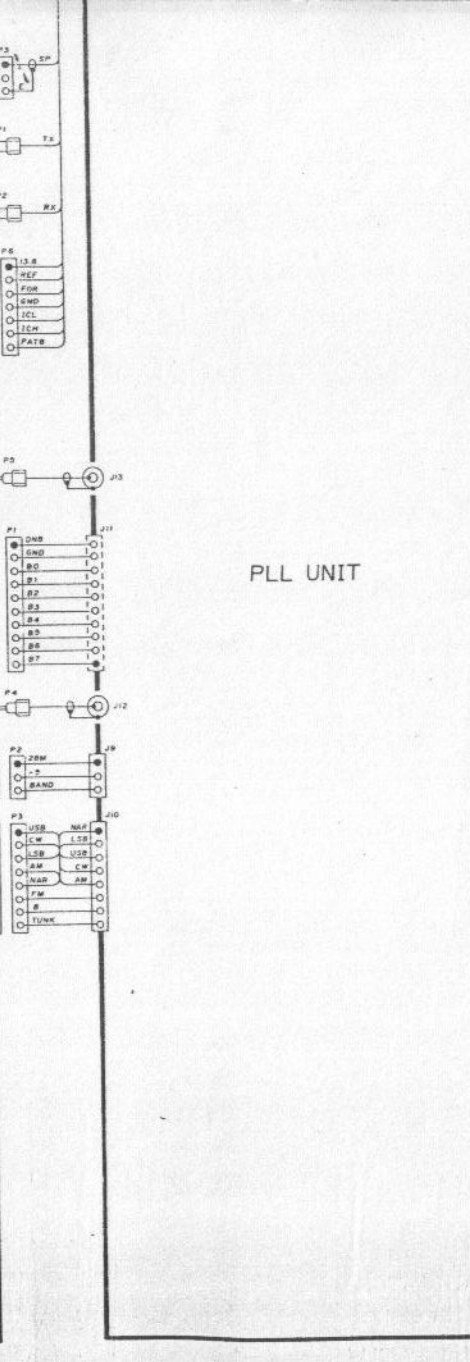 P3
SP
E
TX
P2
RX
P6
13.8
REF
FOR
GND
ICL
ICH
PATB
P5
J13
P1 J11
DNB
GND
B0
B1
B2
B3
B4
B5
B6
B7
PLL UNIT
P4
J12
P2 J9
28M
-5
BAND
P3 J10
USB NAR
CW LSB
LSB USB
AM CW
NAR AM
FM
B
TUNK